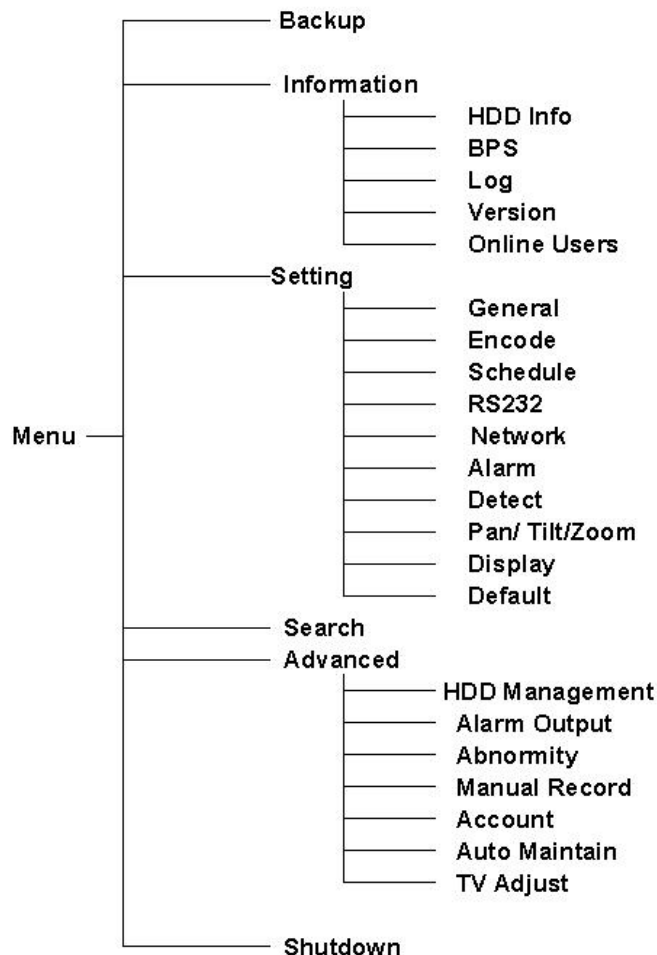 Backup
Information
HDD Info
BPS
Log
Version
Online Users
Setting
General
Encode
Schedule
RS232
Menu
Network
Alarm
Detect
Pan/ Tilt/Zoom
Display
Default
Search
Advanced
HDD Management
Alarm Output
Abnormity
Manual Record
Account
Auto Maintain
TV Adjust
Shutdown